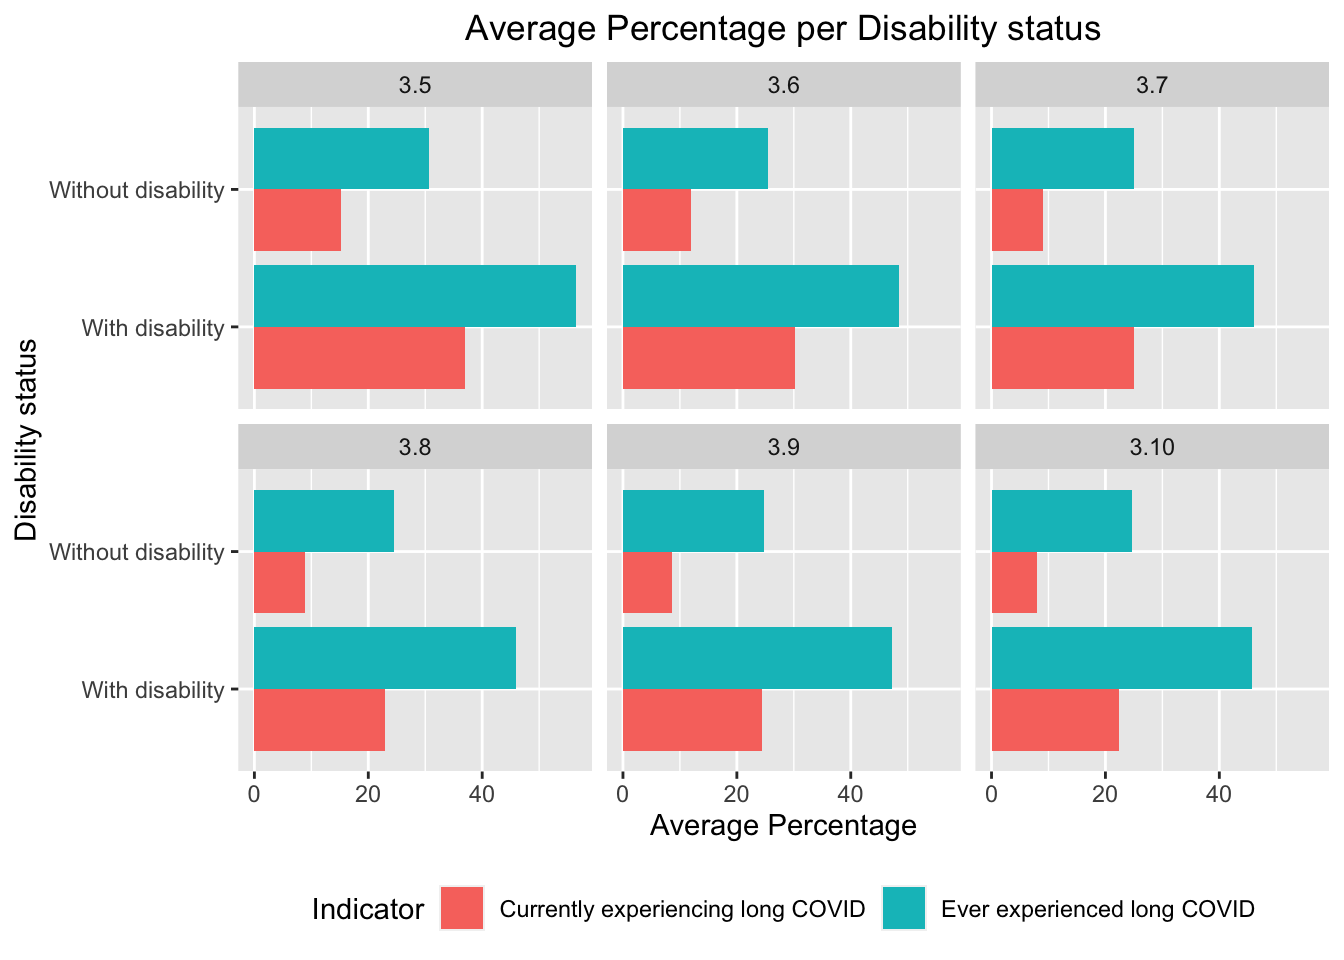 Average Percentage per Disability status
3.5 3.6 3.7
Without disability
With disability
Disability status
3.8 3.9 3.10
Without disability
With disability
0 20 40 0 20 40 0 20 40
Average Percentage
Indicator Currently experiencing long COVID Ever experienced long COVID